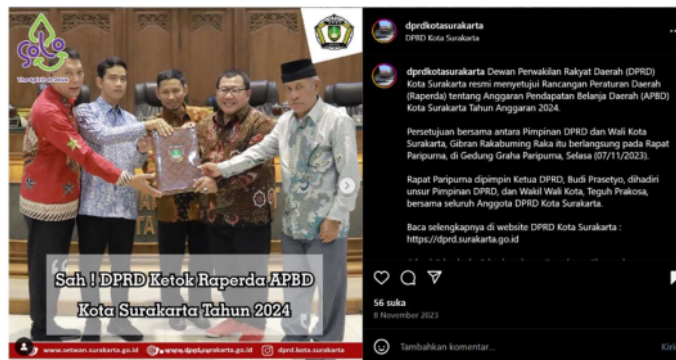 solo
The Spirit of Java
Sah ! DPRD Ketok Raperda APBD
Kota Surakarta Tahun 2024
www.setwan.surakarta.go.id
www.dprd.surakarta.go.id
dprd.kota.surakarta
dprdkotasurakarta
DPRD Kota Surakarta
dprdkotasurakarta Dewan Perwakilan Rakyat Daerah (DPRD)
Kota Surakarta resmi menyetujui Rancangan Peraturan Daerah
(Raperda) tentang Anggaran Pendapatan Belanja Daerah (APBD)
Kota Surakarta Tahun Anggaran 2024.
Persetujuan bersama antara Pimpinan DPRD dan Wali Kota
Surakarta, Gibran Rakabuming Raka itu berlangsung pada Rapat
Paripurna, di Gedung Graha Paripurna, Selasa (07/11/2023).
Rapat Paripurna dipimpin Ketua DPRD, Budi Prasetyo, dihadiri
unsur Pimpinan DPRD, dan Wakil Wali Kota, Teguh Prakosa,
bersama seluruh Anggota DPRD Kota Surakarta.
Baca selengkapnya di website DPRD Kota Surakarta :
https://dprd.surakarta.go.id
56 suka
8 November 2023
Tambahkan komentar...
Kiri